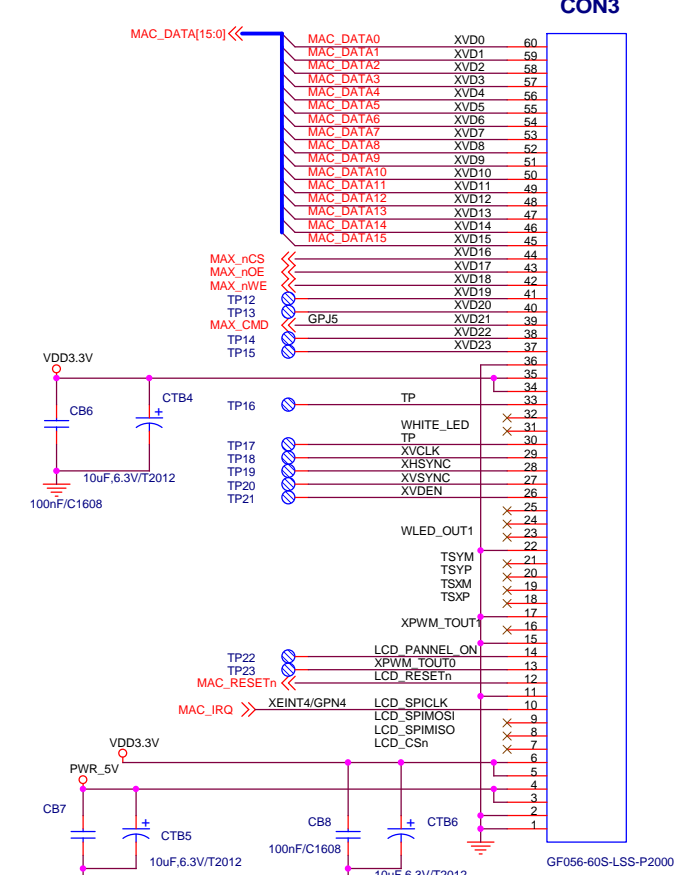 CON3
MAC_DATA[15:0]
MAC_DATA0 XVD0 60
MAC_DATA1 XVD1 59
MAC_DATA2 XVD2 58
MAC_DATA3 XVD3 57
MAC_DATA4 XVD4 56
MAC_DATA5 XVD5 55
MAC_DATA6 XVD6 54
MAC_DATA7 XVD7 53
MAC_DATA8 XVD8 52
MAC_DATA9 XVD9 51
MAC_DATA10 XVD10 50
MAC_DATA11 XVD11 49
MAC_DATA12 XVD12 48
MAC_DATA13 XVD13 47
MAC_DATA14 XVD14 46
MAC_DATA15 XVD15 45
MAX_nCS XVD16 44
MAX_nOE XVD17 43
MAX_nWE XVD18 42
TP12 XVD19 41
TP13 XVD20 40
MAX_CMD GPJ5 XVD21 39
TP14 XVD22 38
TP15 XVD23 37
36
VDD3.3V 35
34
TP16 TP 33
CB6 CTB4 32
WHITE_LED 31
TP17 TP 30
TP18 XVCLK 29
TP19 XHSYNC 28
10uF,6.3V/T2012
TP20 XVSYNC 27
TP21 XVDEN 26
100nF/C1608
25
24
WLED_OUT1 23
22
TSYM 21
TSYP 20
TSXM 19
TSXP 18
17
XPWM_TOUT1 16
15
TP22 LCD_PANNEL_ON 14
TP23 XPWM_TOUT0 13
MAC_RESETn LCD_RESETn 12
11
MAC_IRQ XEINT4/GPN4 LCD_SPICLK 10
LCD_SPIMOSI 9
LCD_SPIMISO 8
LCD_CSn 7
VDD3.3V 6
5
PWR_5V 4
3
2
1
CB7 CTB5 CB8 CTB6
100nF/C1608
10uF,6.3V/T2012
10uF,6.3V/T2012
GF056-60S-LSS-P2000